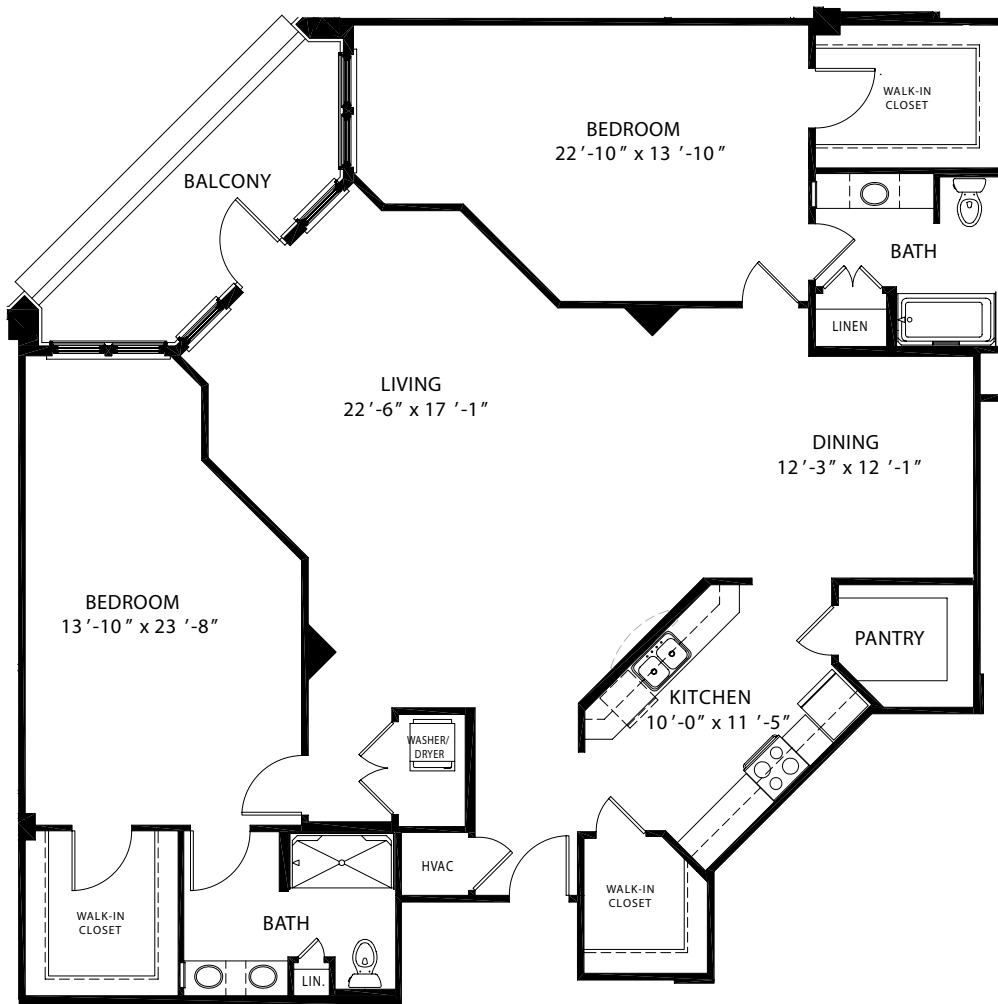 WALK-IN
CLOSET
BEDROOM
22'-10" x 13 '-10"
BALCONY
BATH
LINEN
LIVING
22'-6" x 17 '-1"
DINING
12'-3" x 12 '-1"
BEDROOM
13'-10" x 23 '-8"
PANTRY
KITCHEN
10'-0" x 11 '-5"
WASHER/
DRYER
HVAC
WALK-IN
CLOSET
WALK-IN
CLOSET
BATH
LIN.